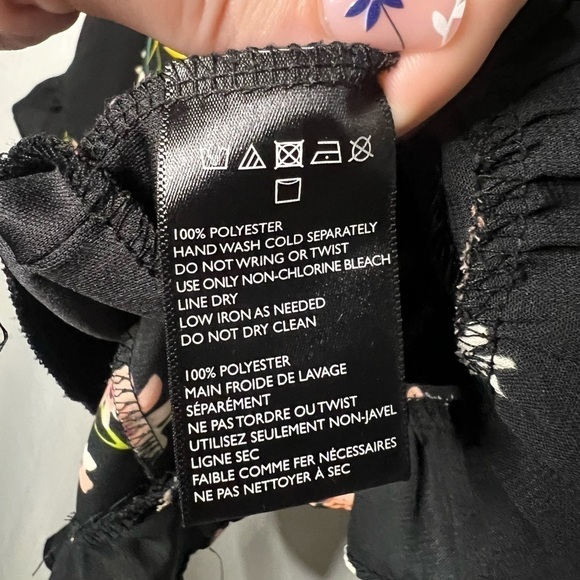 100% POLYESTER
HAND WASH COLD SEPARATELY
DO NOT WRING OR TWIST
USE ONLY NON-CHLORINE BLEACH
LINE DRY
LOW IRON AS NEEDED
DO NOT DRY CLEAN
100% POLYESTER
MAIN FROIDE DE LAVAGE
SÉPARÉMENT
NE PAS TORDRE OU TWIST
UTILISEZ SEULEMENT NON-JAVEL
LIGNE SEC
FAIBLE COMME FER NÉCESSAIRES
NE PAS NETTOYER À SEC